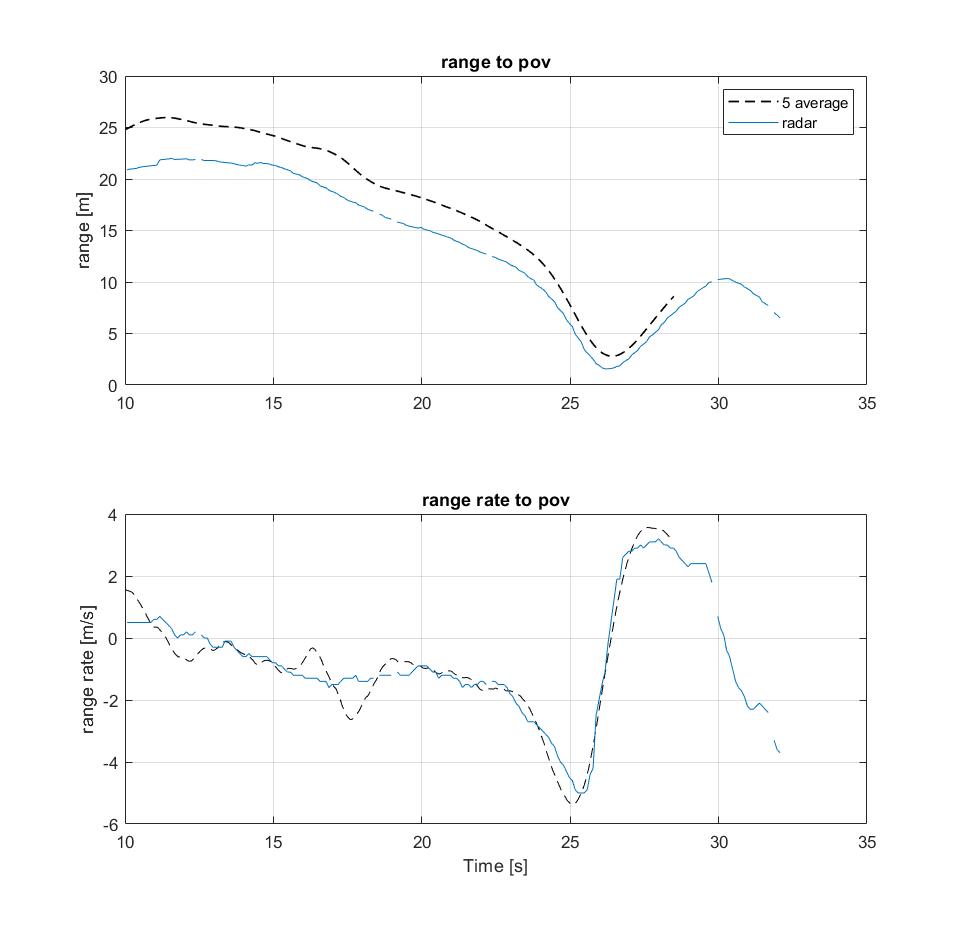 range to pov
30
25
20
15
10
5
0
range [m]
5 average
radar
10 15 20 25 30 35
range rate to pov
4
2
0
-2
-4
-6
range rate [m/s]
10 15 20 25 30 35
Time [s]